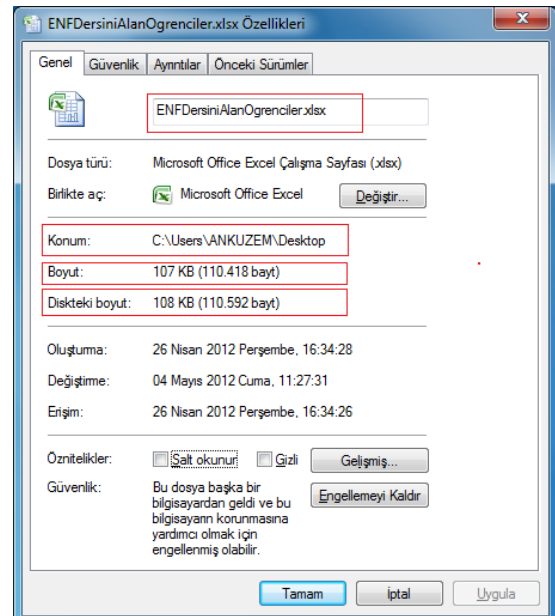 ENFDersiniAlanOgrenciler.xlsx Özellikleri
Genel Güvenlik Ayrıntılar Önceki Sürümler
ENFDersiniAlanOgrenciler.xlsx
Dosya türü: Microsoft Office Excel Çalışma Sayfası (.xlsx)
Birlikte aç: Microsoft Office Excel Değiştir...
Konum: C:\Users\ANKUZEM\Desktop
Boyut: 107 KB (110.418 bayt)
Diskteki boyut: 108 KB (110.592 bayt)
Oluşturma: 26 Nisan 2012 Perşembe, 16:34:28
Değiştirme: 04 Mayıs 2012 Cuma, 11:27:31
Erişim: 26 Nisan 2012 Perşembe, 16:34:26
Öznitelikler: Salt okunur Gizli Gelişmiş...
Güvenlik: Bu dosya başka bir Engellemeyi Kaldır
bilgisayardan geldi ve bu
bilgisayarın korunmasına
yardımcı olmak için
engellenmiş olabilir.
Tamam İptal Uygula